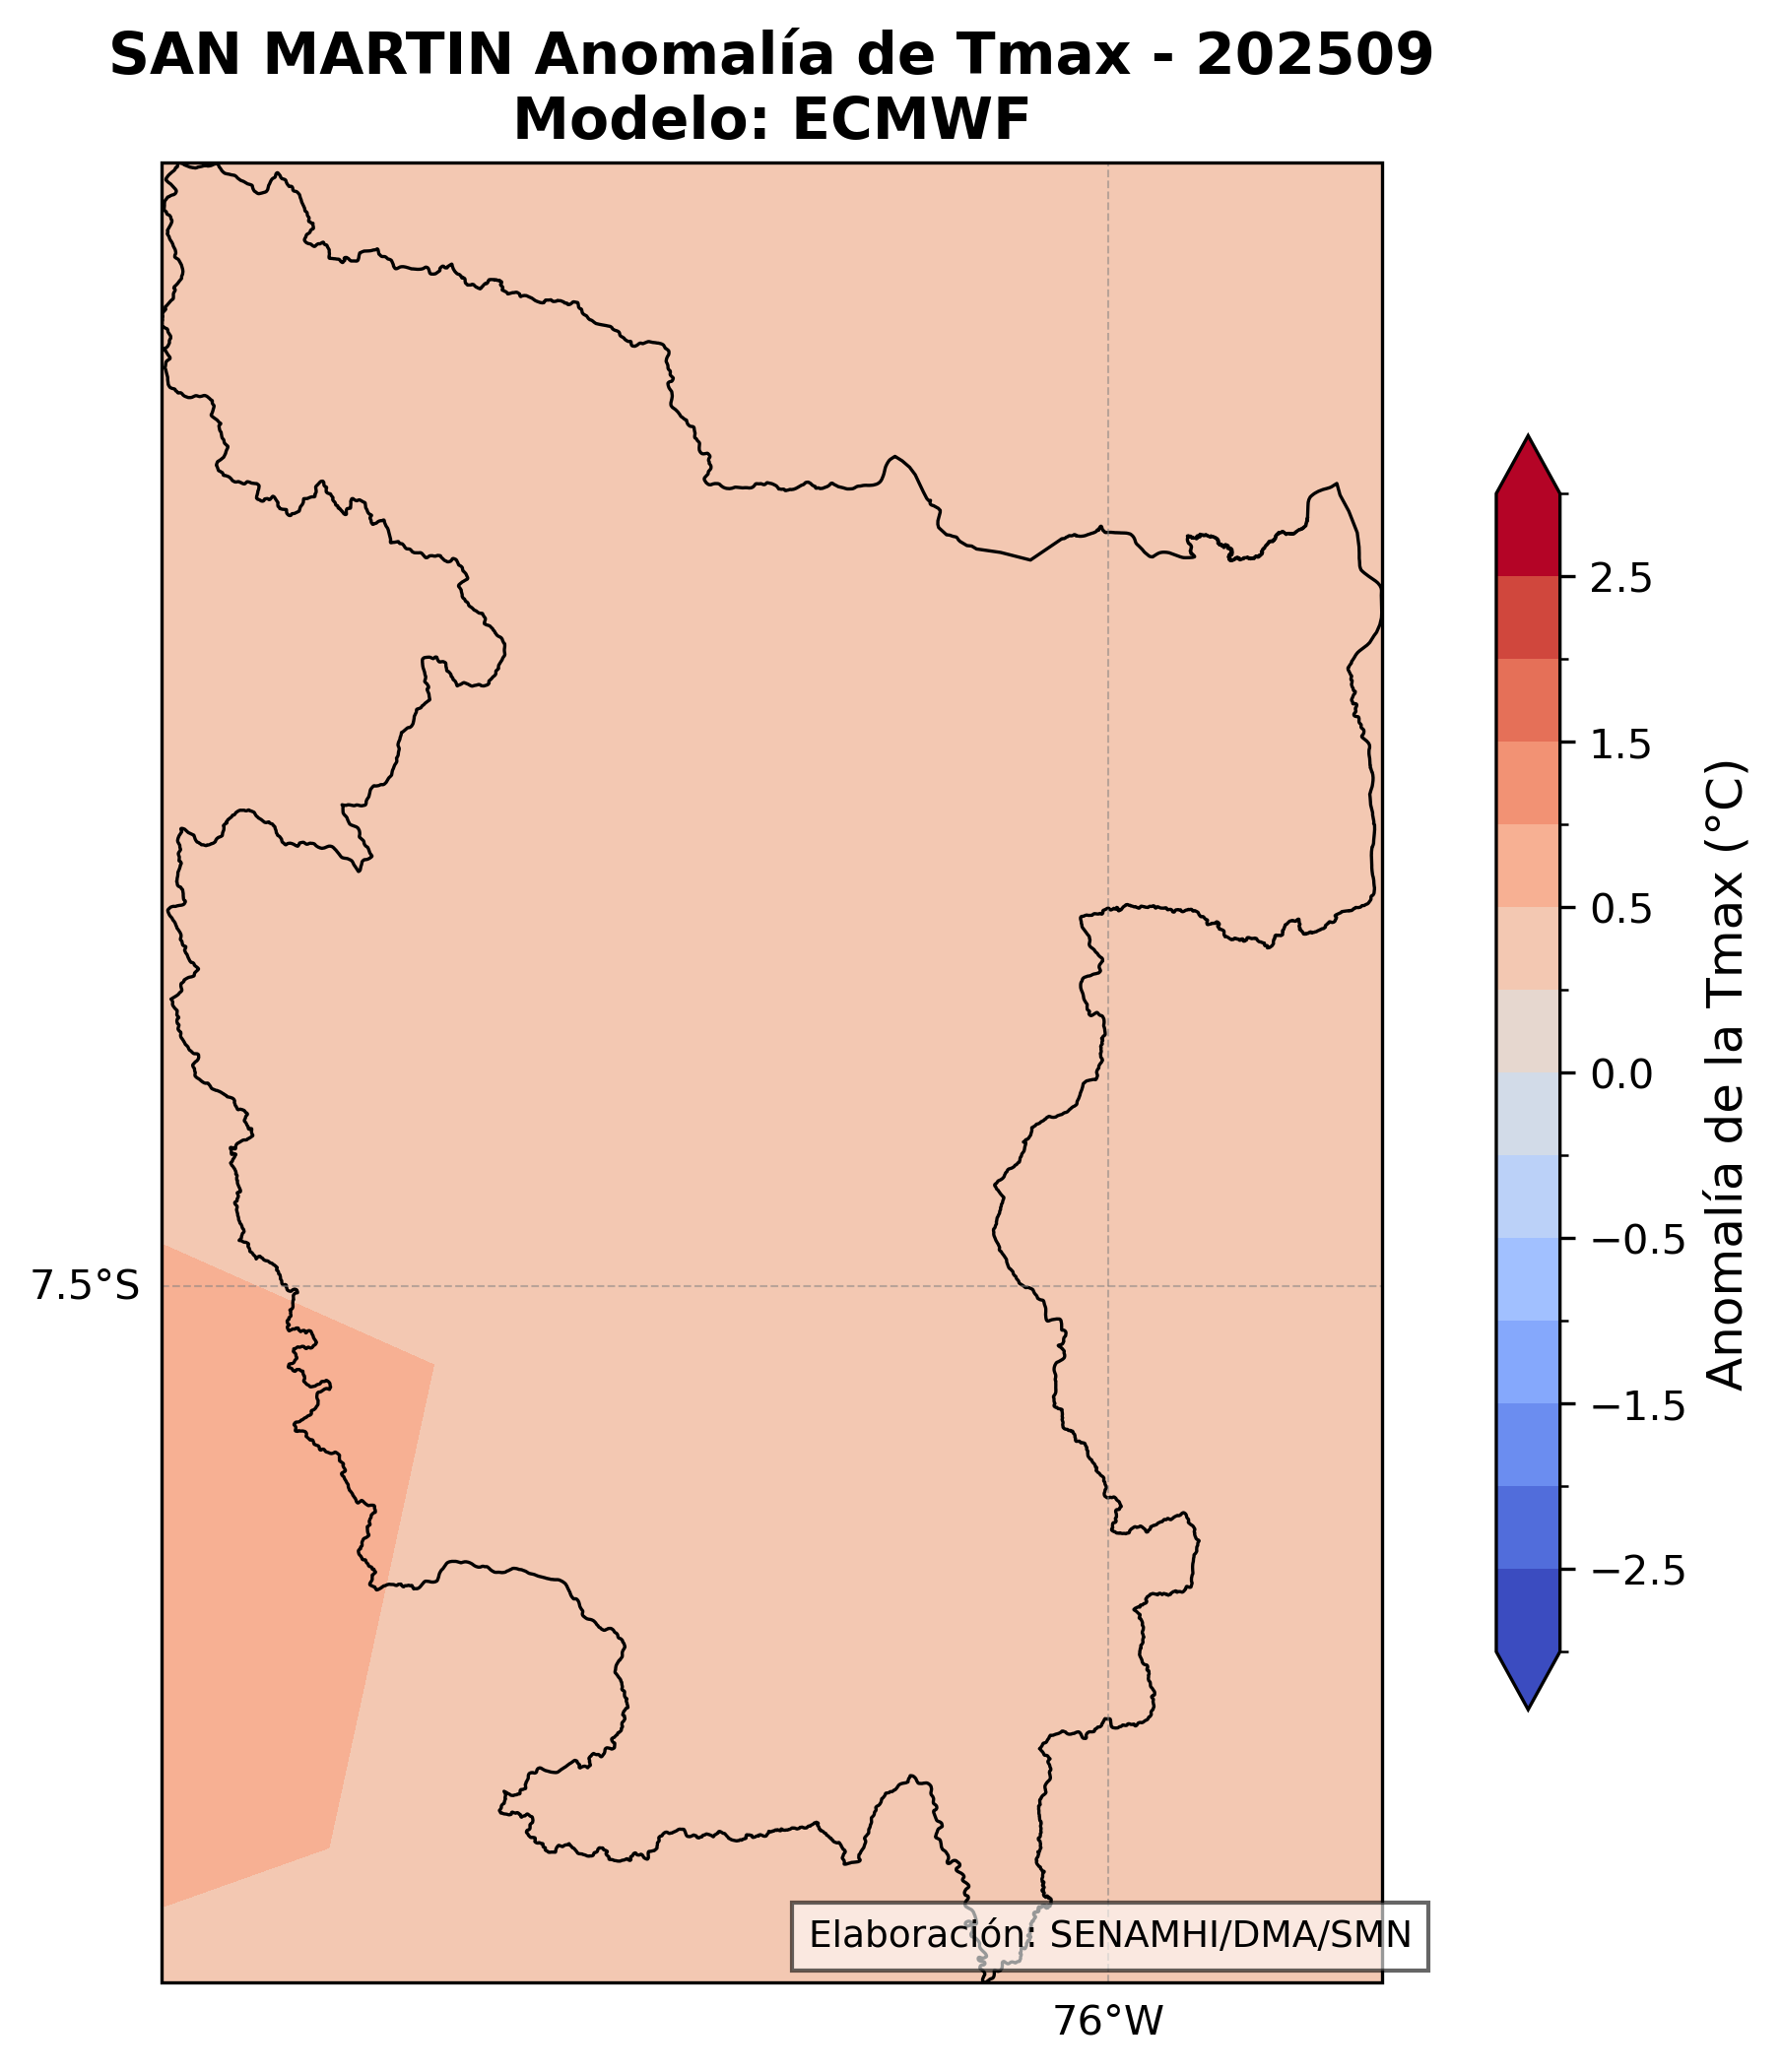 SAN MARTIN Anomalía de Tmax - 202509
Modelo: ECMWF
2.5
1.5
0.5
0.0
−0.5
−1.5
−2.5
Anomalía de la Tmax (°C)
7.5°S
Elaboración: SENAMHI/DMA/SMN
76°W